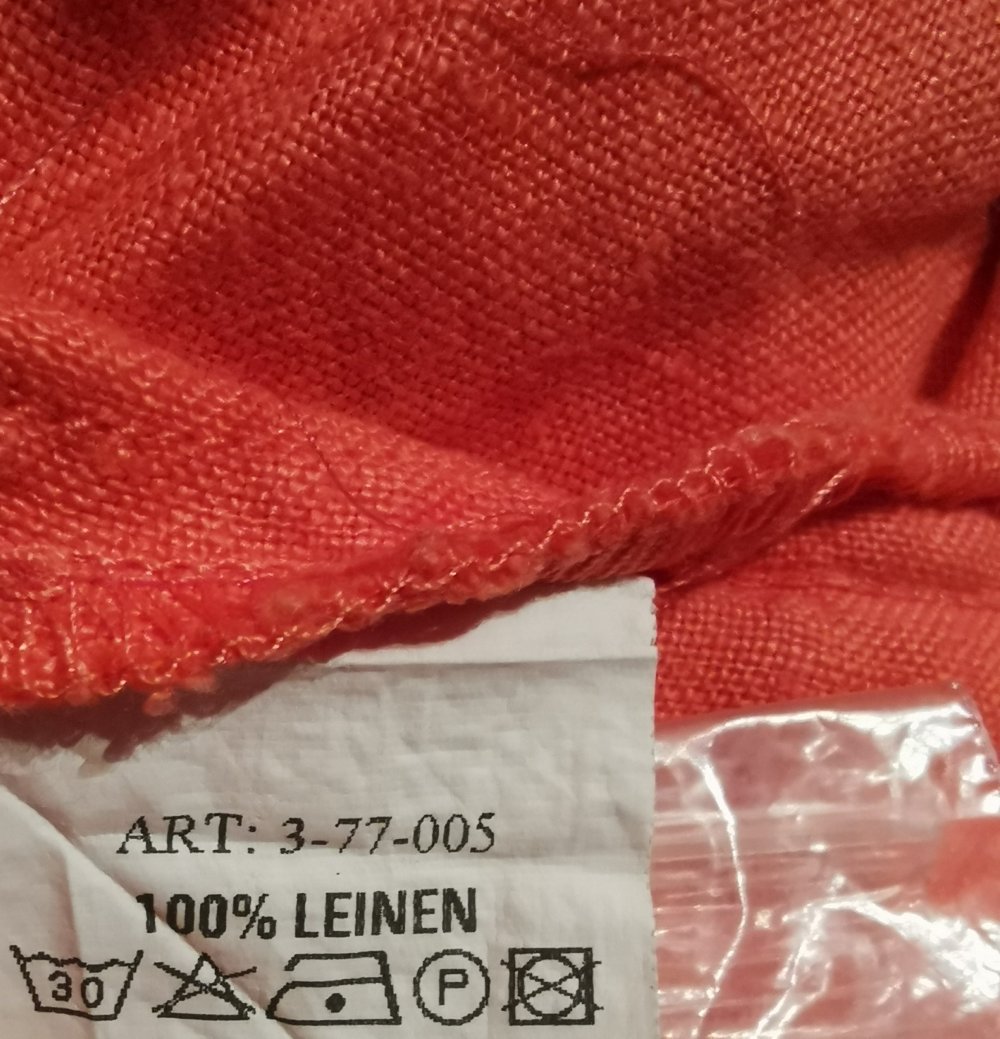 ART: 3-77-005
100% LEINEN
30 P